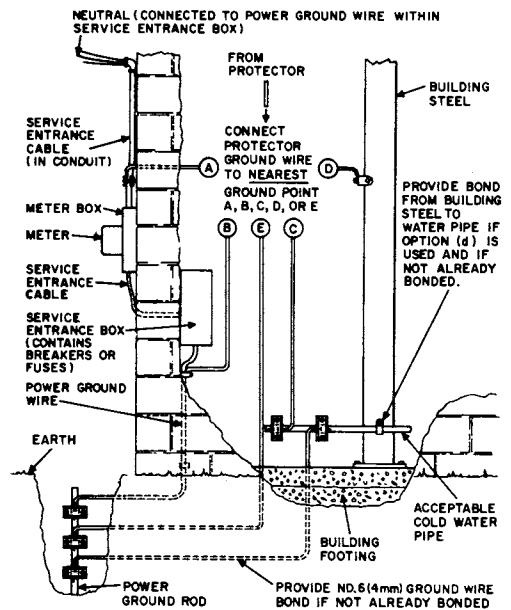 NEUTRAL (CONNECTED TO POWER GROUND WIRE WITHIN
SERVICE ENTRANCE BOX)
FROM
PROTECTOR
BUILDING
STEEL
SERVICE
ENTRANCE
CABLE
(IN CONDUIT)
CONNECT
PROTECTOR
GROUND WIRE
TO NEAREST
GROUND POINT
A, B, C, D, OR E
A
D
B
E
C
PROVIDE BOND
FROM BUILDING
STEEL TO
WATER PIPE IF
OPTION (d) IS
USED AND IF
NOT ALREADY
BONDED.
METER BOX
METER
SERVICE
ENTRANCE
CABLE
SERVICE
ENTRANCE BOX
(CONTAINS
BREAKERS OR
FUSES)
POWER GROUND
WIRE
EARTH
ACCEPTABLE
COLD WATER
PIPE
BUILDING
FOOTING
POWER
GROUND ROD
PROVIDE NO.6(4mm) GROUND WIRE
BOND IF NOT ALREADY BONDED